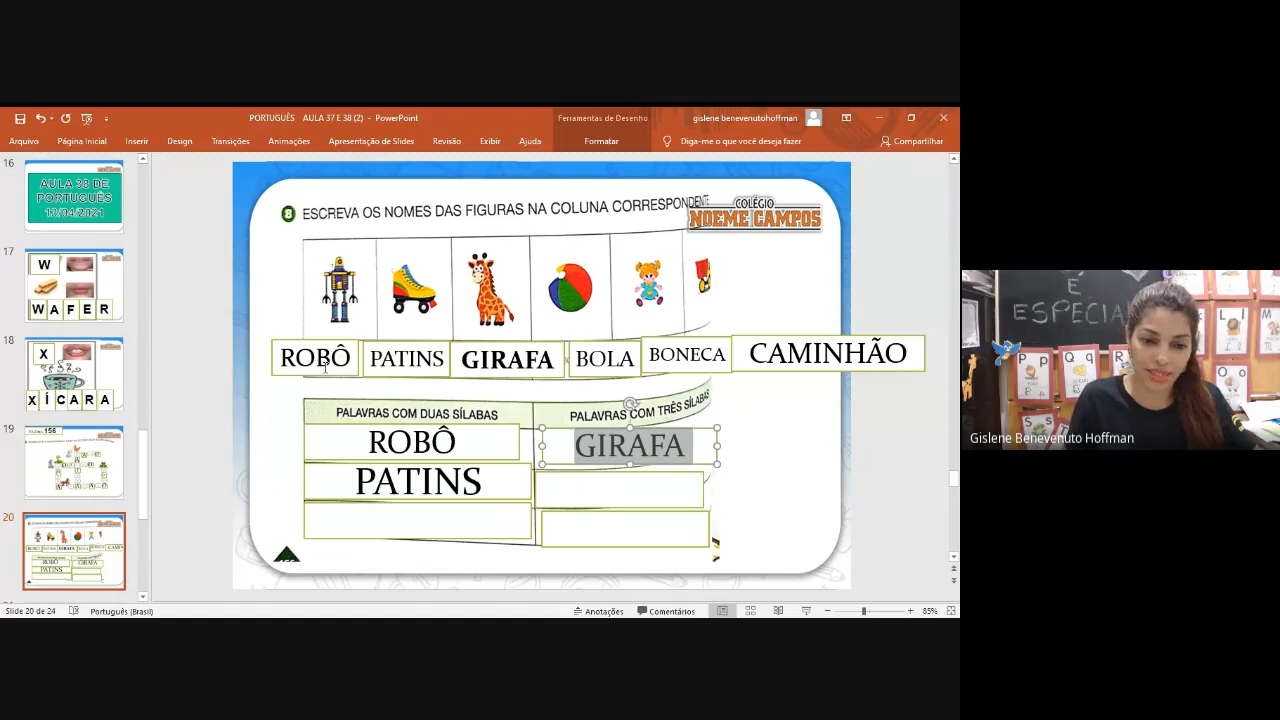 PORTUGUÊS AULA 37 E 38 (2) - PowerPoint
Ferramentas de Desenho
gislene benevenutohoffman
Arquivo
Página Inicial
Inserir
Design
Transições
Animações
Apresentação de Slides
Revisão
Exibir
Ajuda
Formatar
Diga-me o que você deseja fazer
Compartilhar
16
AULA 38 DE
PORTUGUÊS
13/04/2021
17
W
W A F E R
18
X
X Í C A R A
19
PÁGINA 156
20
8 ESCREVA OS NOMES DAS FIGURAS NA COLUNA CORRESPONDENTE
COLÉGIO
NOEME CAMPOS
ROBÔ PATINS GIRAFA BOLA BONECA CAMINHÃO
PALAVRAS COM DUAS SÍLABAS
PALAVRAS COM TRÊS SÍLABAS
ROBÔ
GIRAFA
PATINS
Slide 20 de 24
Português (Brasil)
Anotações
Comentários
85%
É
ESPECIA
P p
Q q
R
L l
M
O o
S s
Gislene Benevenuto Hoffman